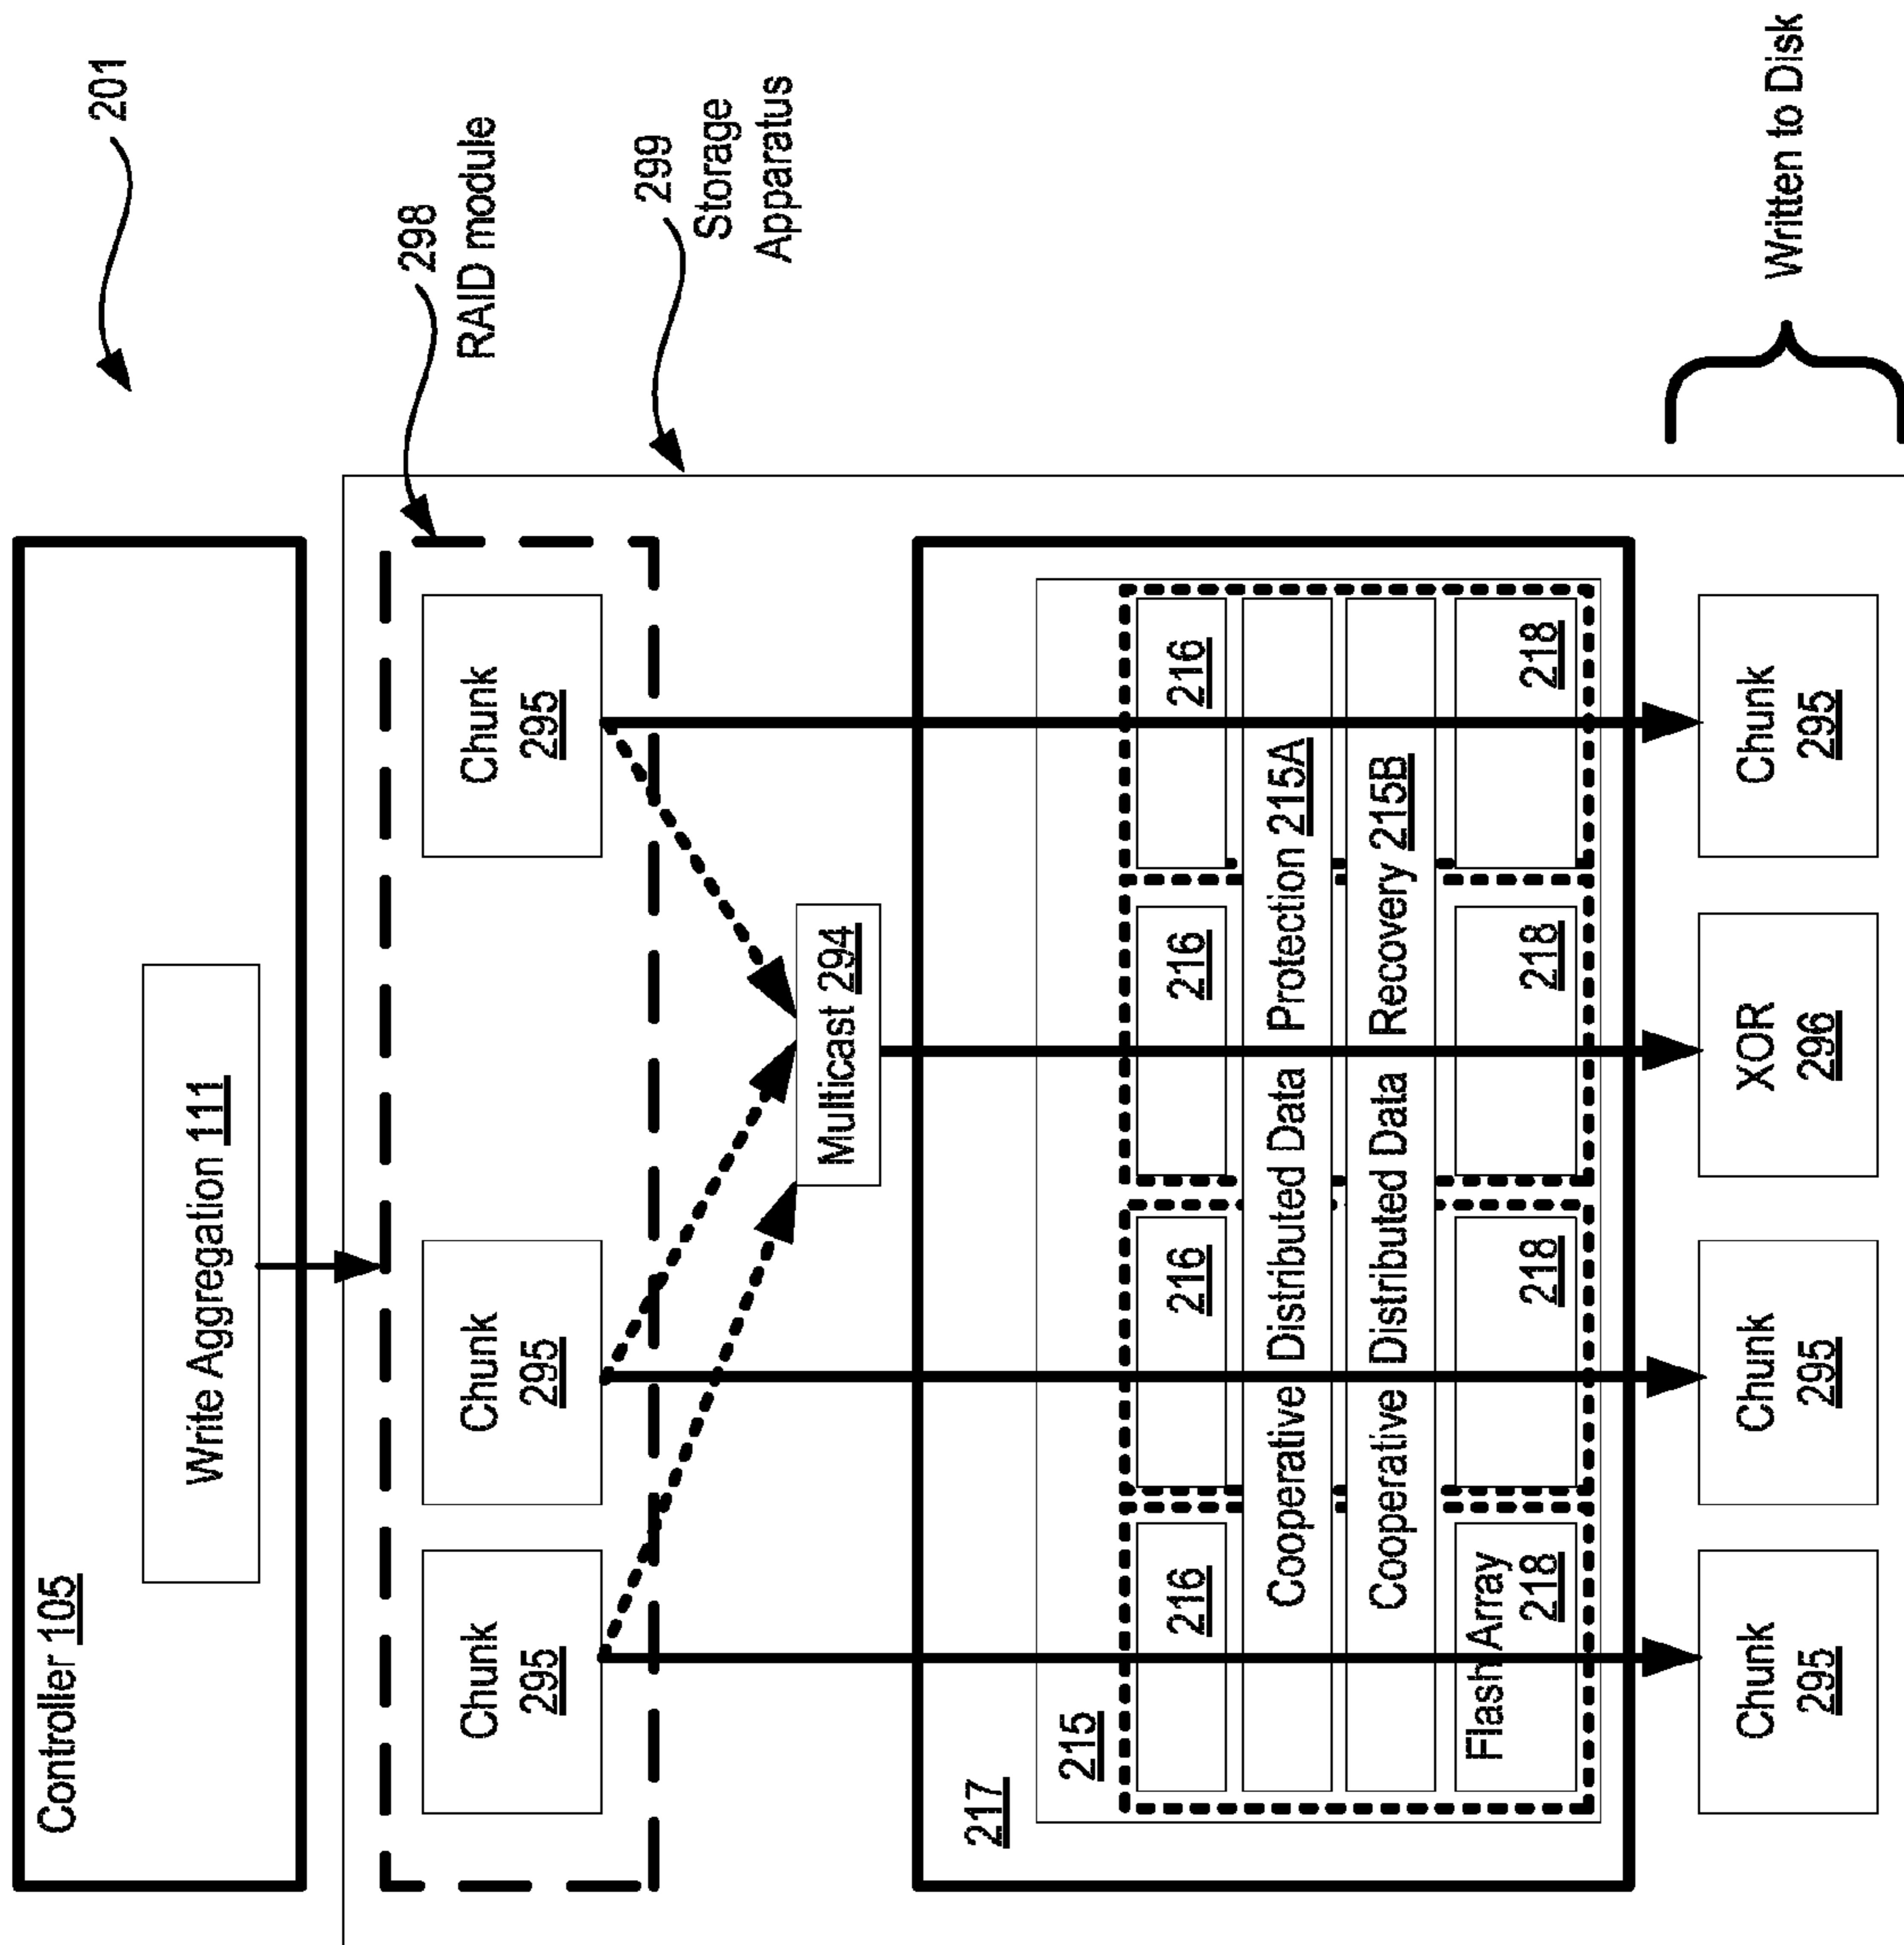 Controller 105
201
Write Aggregation 111
298
RAID module
Chunk
295
Chunk
295
Chunk
295
299
Storage
Apparatus
Multicast 294
217
215
216
216
216
216
Cooperative Distributed Data Protection 215A
Cooperative Distributed Data Recovery 215B
Flash Array
218
218
218
218
Chunk
295
Chunk
295
XOR
296
Chunk
295
Written to Disk